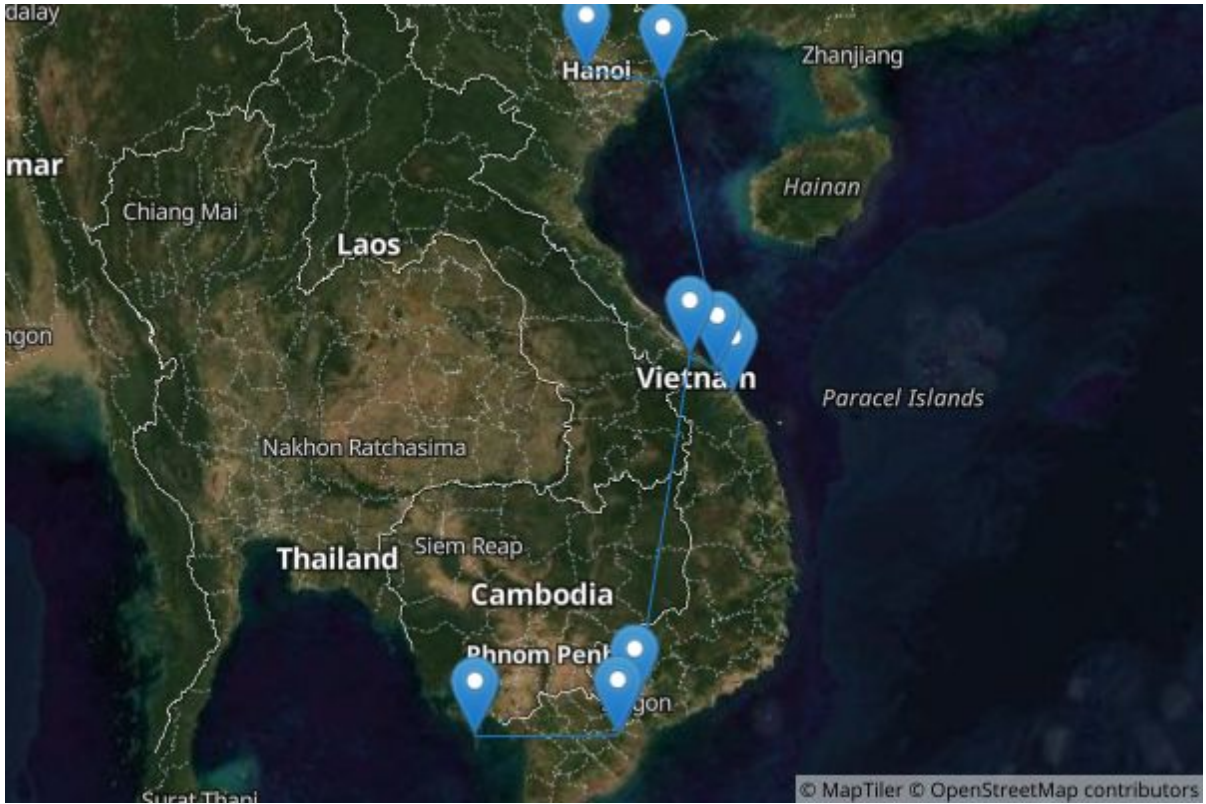 dalay
Hanoi
Zhanjiang
mar
Hainan
Chiang Mai
Laos
ngon
Vietnam
Paracel Islands
Nakhon Ratchasima
Siem Reap
Thailand
Cambodia
Phnom Penh
gon
© MapTiler © OpenStreetMap contributors
Surat Thani